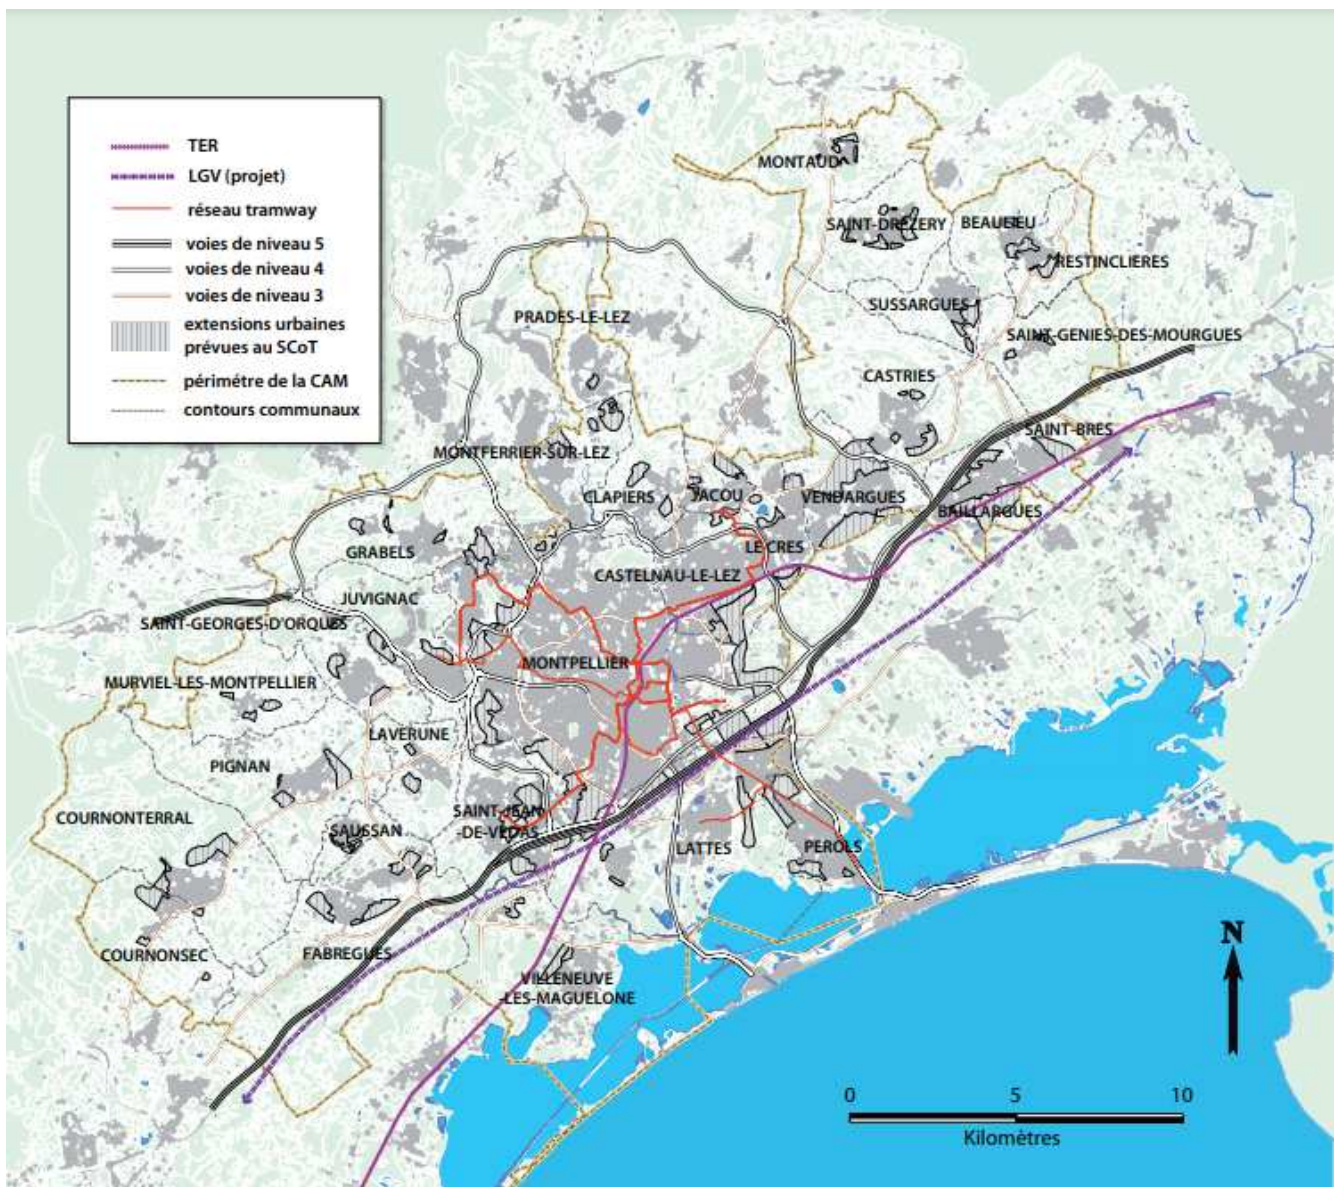 TER
LGV (projet)
réseau tramway
voies de niveau 5
voies de niveau 4
voies de niveau 3
extensions urbaines
prévues au SCoT
périmétre de la CAM
contours communaux
MONTAUD
SAINT-DREZERY
BEAULIEU
RESTINCLIERES
SUSSARGUES
PRADES-LE-LEZ
SAINT-GENIES-DES-MOURGUES
CASTRIES
SAINT-BRES
MONTFERRIER-SUR-LEZ
CLAPIERS
JACOU
VENDARGUES
BAILLARGUES
GRABELS
LE CRES
CASTELNAU-LE-LEZ
JUVIGNAC
SAINT-GEORGES-D'ORQUES
MONTPELLIER
MURVIEL-LES-MONTPELLIER
LAVERUNE
PIGNAN
COURNONTERRAL
SAINT-JEAN
-DE-VEDAS
SAUSSAN
LATTES
PEROLS
COURNONSEC
FABREGUES
VILLENEUVE
-LES-MAGUELONE
N
0 5 10
Kilomètres